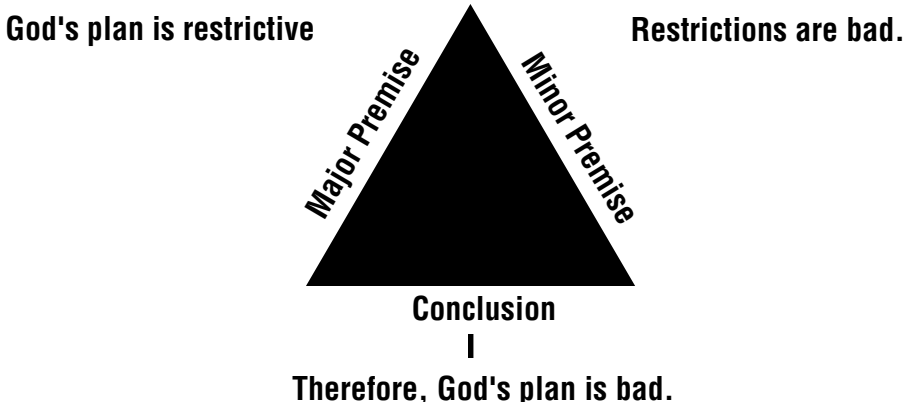 God's plan is restrictive
Restrictions are bad.
Major Premise
Minor Premise
Conclusion
Therefore, God's plan is bad.